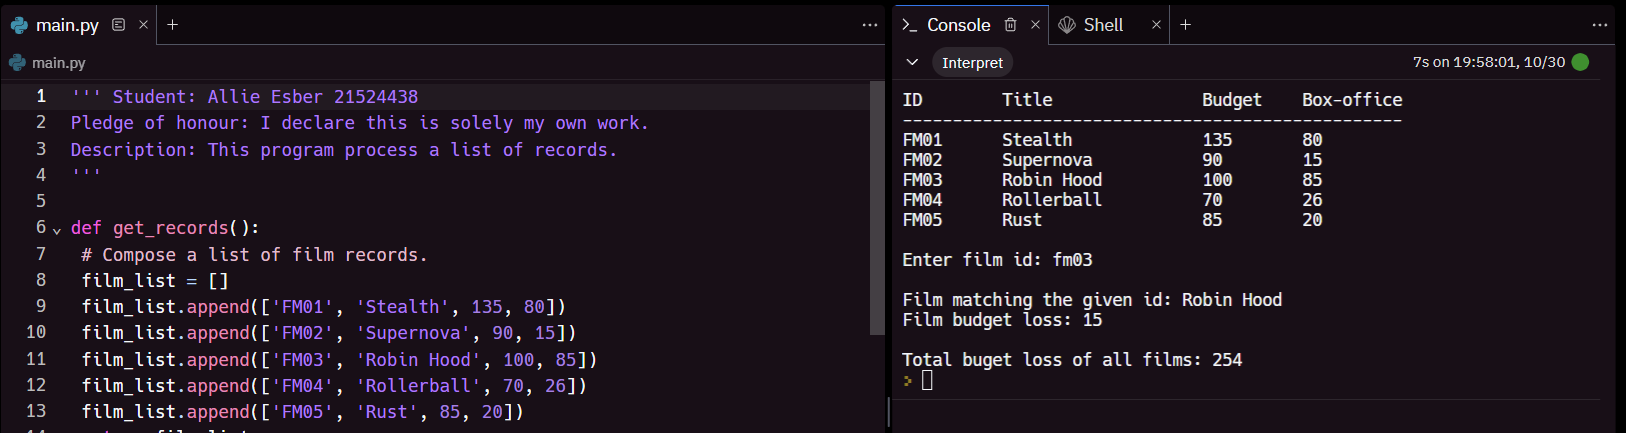 main.py
main.py
1 ''' Student: Allie Esber 21524438
2 Pledge of honour: I declare this is solely my own work.
3 Description: This program process a list of records.
4 '''
5
6 def get_records():
7 # Compose a list of film records.
8 film_list = []
9 film_list.append(['FM01', 'Stealth', 135, 80])
10 film_list.append(['FM02', 'Supernova', 90, 15])
11 film_list.append(['FM03', 'Robin Hood', 100, 85])
12 film_list.append(['FM04', 'Rollerball', 70, 26])
13 film_list.append(['FM05', 'Rust', 85, 20])
Console Shell
Interpret 7s on 19:58:01, 10/30
ID Title Budget Box-office
--------------------------------------------------
FM01 Stealth 135 80
FM02 Supernova 90 15
FM03 Robin Hood 100 85
FM04 Rollerball 70 26
FM05 Rust 85 20
Enter film id: fm03
Film matching the given id: Robin Hood
Film budget loss: 15
Total buget loss of all films: 254